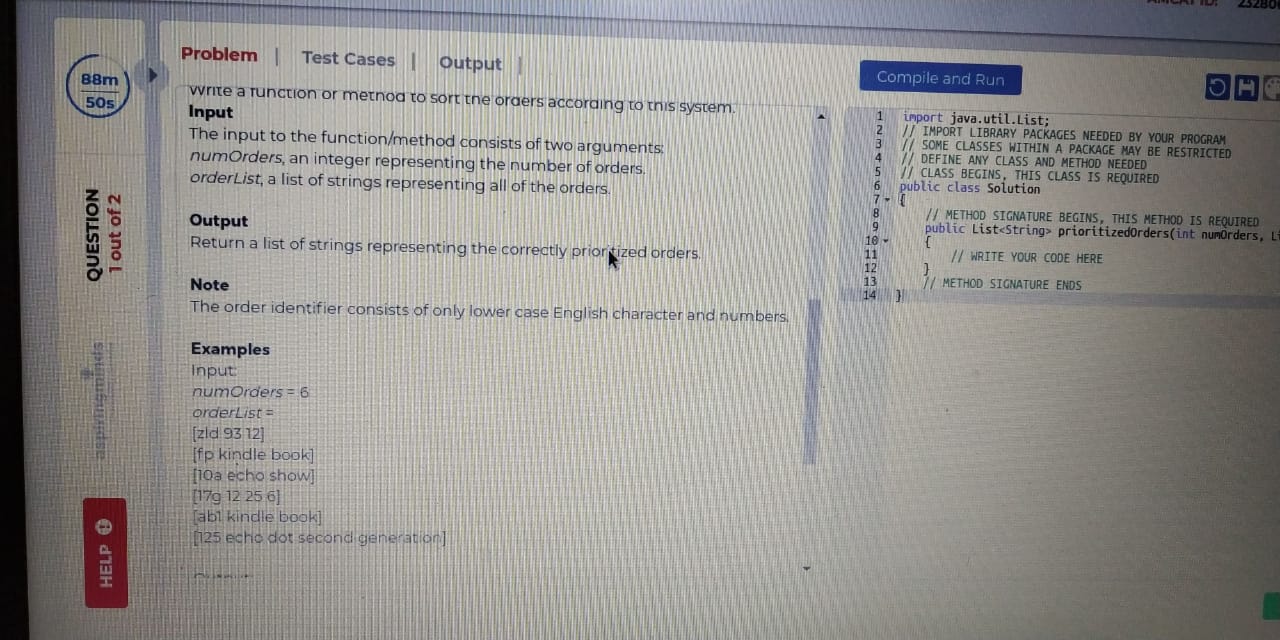 AMCAT ID:
88m
50s
QUESTION
1 out of 2
aspiringminds
HELP
Problem | Test Cases | Output |
Write a function or method to sort the orders according to this system.
Input
The input to the function/method consists of two arguments:
numOrders, an integer representing the number of orders.
orderList, a list of strings representing all of the orders.
Output
Return a list of strings representing the correctly prioritized orders.
Note
The order identifier consists of only lower case English character and numbers.
Examples
Input:
numOrders = 6
orderList =
[zld 93 12]
[fp kindle book]
[10a echo show]
[17g 12 25 6]
[ab1 kindle book]
[125 echo dot second generation]
Compile and Run
1 import java.util.List;
2 // IMPORT LIBRARY PACKAGES NEEDED BY YOUR PROGRAM
3 // SOME CLASSES WITHIN A PACKAGE MAY BE RESTRICTED
4 // DEFINE ANY CLASS AND METHOD NEEDED
5 // CLASS BEGINS, THIS CLASS IS REQUIRED
6 public class Solution
7 {
8 // METHOD SIGNATURE BEGINS, THIS METHOD IS REQUIRED
9 public List<String> prioritizedOrders(int numOrders,
10 {
11 // WRITE YOUR CODE HERE
12 }
13 // METHOD SIGNATURE ENDS
14 }